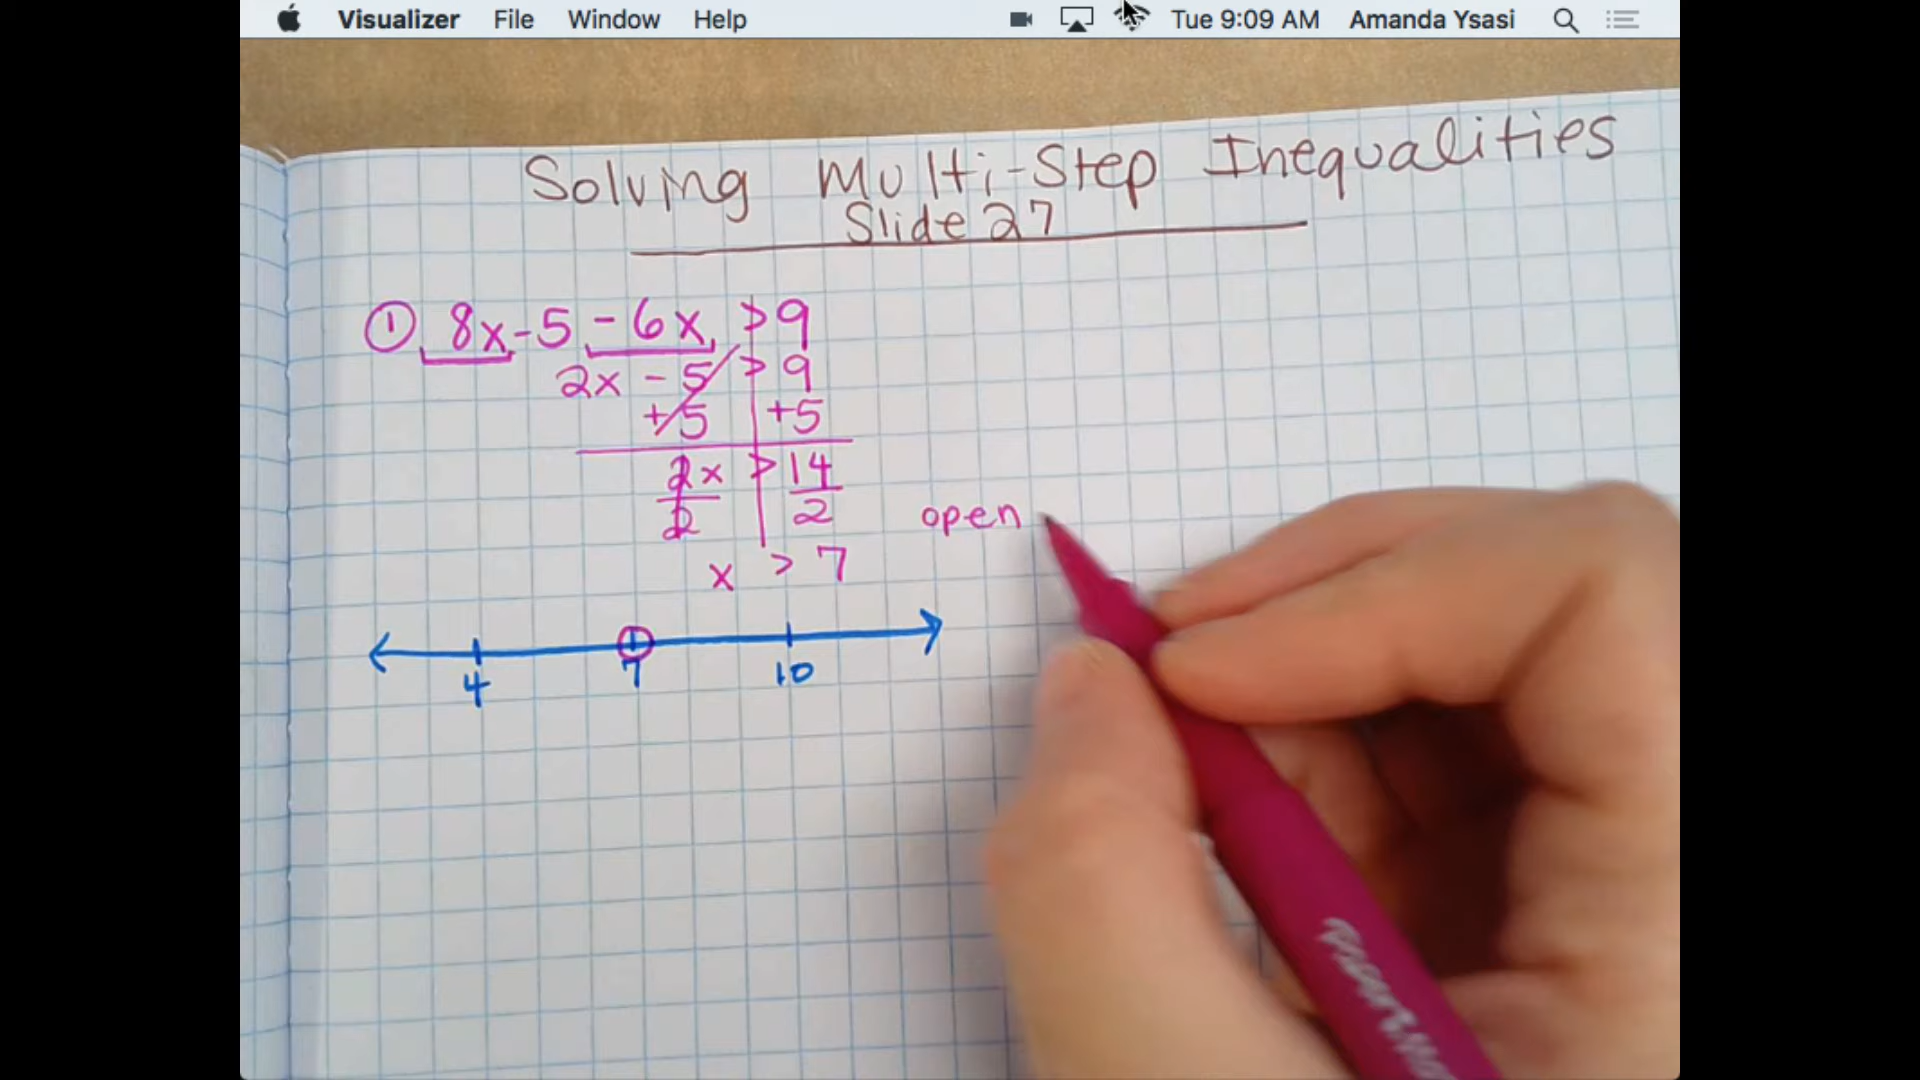 Visualizer File Window Help Tue 9:09 AM Amanda Ysasi
Solving Multi-Step Inequalities
Slide 27
① 8x-5 - 6x > 9
2x - 5 > 9
+5 +5
2x > 14
2 2
x > 7
open
4 7 10